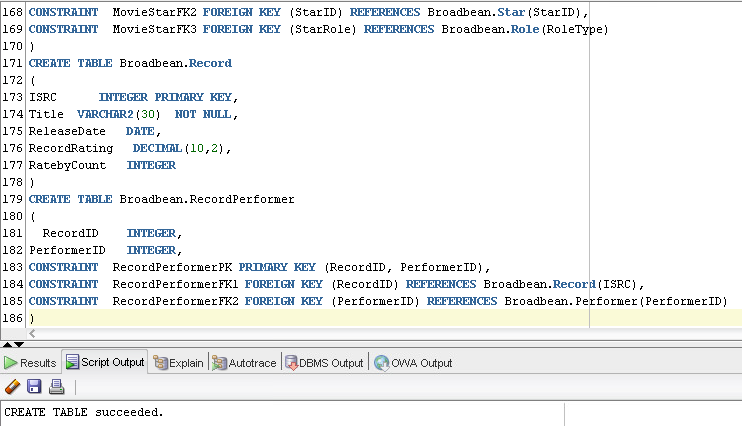 168 CONSTRAINT  MovieStarFK2 FOREIGN KEY (StarID) REFERENCES Broadbean.Star(StarID),
169 CONSTRAINT  MovieStarFK3 FOREIGN KEY (StarRole) REFERENCES Broadbean.Role(RoleType)
170 )
171 CREATE TABLE Broadbean.Record
172 (
173 ISRC      INTEGER PRIMARY KEY,
174 Title  VARCHAR2(30)  NOT NULL,
175 ReleaseDate   DATE,
176 RecordRating   DECIMAL(10,2),
177 RatebyCount   INTEGER
178 )
179 CREATE TABLE Broadbean.RecordPerformer
180 (
181   RecordID    INTEGER,
182 PerformerID   INTEGER,
183 CONSTRAINT  RecordPerformerPK PRIMARY KEY (RecordID, PerformerID),
184 CONSTRAINT  RecordPerformerFK1 FOREIGN KEY (RecordID) REFERENCES Broadbean.Record(ISRC),
185 CONSTRAINT  RecordPerformerFK2 FOREIGN KEY (PerformerID) REFERENCES Broadbean.Performer(PerformerID)
186 )
Results Script Output Explain Autotrace DBMS Output OWA Output
CREATE TABLE succeeded.